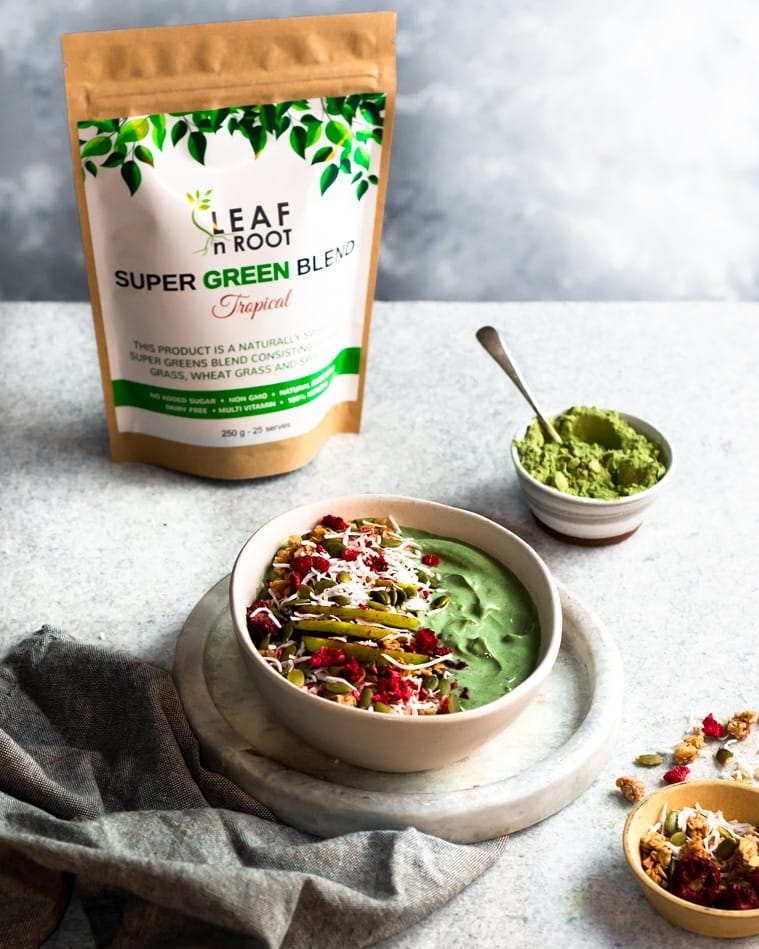 LEAF
n ROOT
SUPER GREEN BLEND
Tropical
THIS PRODUCT IS A NATURALLY
SUPER GREENS BLEND CONSISTING
GRASS, WHEAT GRASS AND
NO ADDED SUGAR • NON GMO • NATURAL
DAIRY FREE • MULTI VITAMIN • 100%
250 g - 25 serves